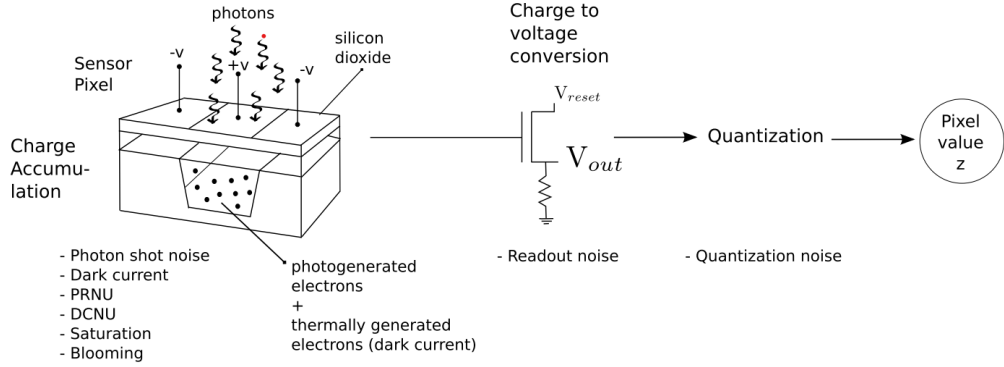 photons
Charge to
voltage
conversion
silicon
dioxide
-v
+v
-v
Sensor
Pixel
V_reset
Pixel
value
z
Quantization
Charge
Accumu-
lation
V_out
- Photon shot noise
- Dark current
- PRNU
- DCNU
- Saturation
- Blooming
photogenerated
electrons
+
thermally generated
electrons (dark current)
- Readout noise
- Quantization noise